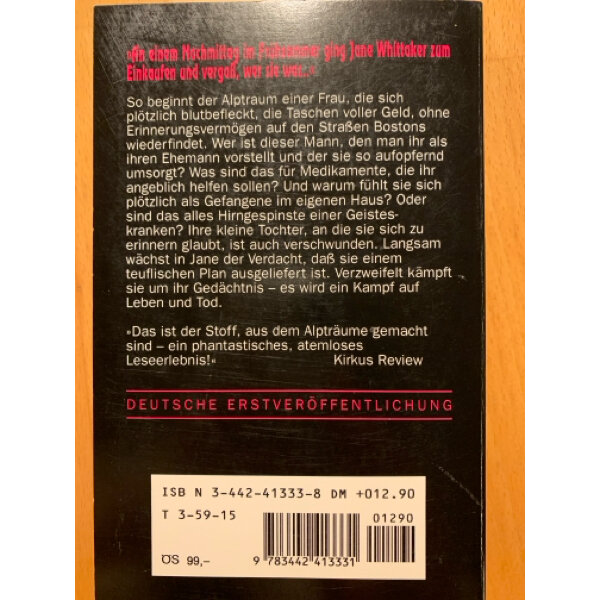 »An einem Nachmittag im Frühsommer ging Jane Whittaker zum
Einkaufen und vergaß, wer sie war...«
So beginnt der Alptraum einer Frau, die sich
plötzlich blutbefleckt, die Taschen voller Geld, ohne
Erinnerungsvermögen auf den Straßen Bostons
wiederfindet. Wer ist dieser Mann, den man ihr als
ihren Ehemann vorstellt und der sie so aufopfernd
umsorgt? Was sind das für Medikamente, die ihr
angeblich helfen sollen? Und warum fühlt sie sich
plötzlich als Gefangene im eigenen Haus? Oder
sind das alles Hirngespinste einer Geistes-
kranken? Ihre kleine Tochter, an die sie sich zu
erinnern glaubt, ist auch verschwunden. Langsam
wächst in Jane der Verdacht, daß sie einem
teuflischen Plan ausgeliefert ist. Verzweifelt kämpft
sie um ihr Gedächtnis – es wird ein Kampf auf
Leben und Tod.
»Das ist der Stoff, aus dem Alpträume gemacht
sind – ein phantastisches, atemloses
Leseerlebnis!« Kirkus Review
DEUTSCHE ERSTVERÖFFENTLICHUNG
ISBN 3-442-41333-8 DM +012.90
T 3-59-15 01290
ÖS 99,– 9 783442 413331